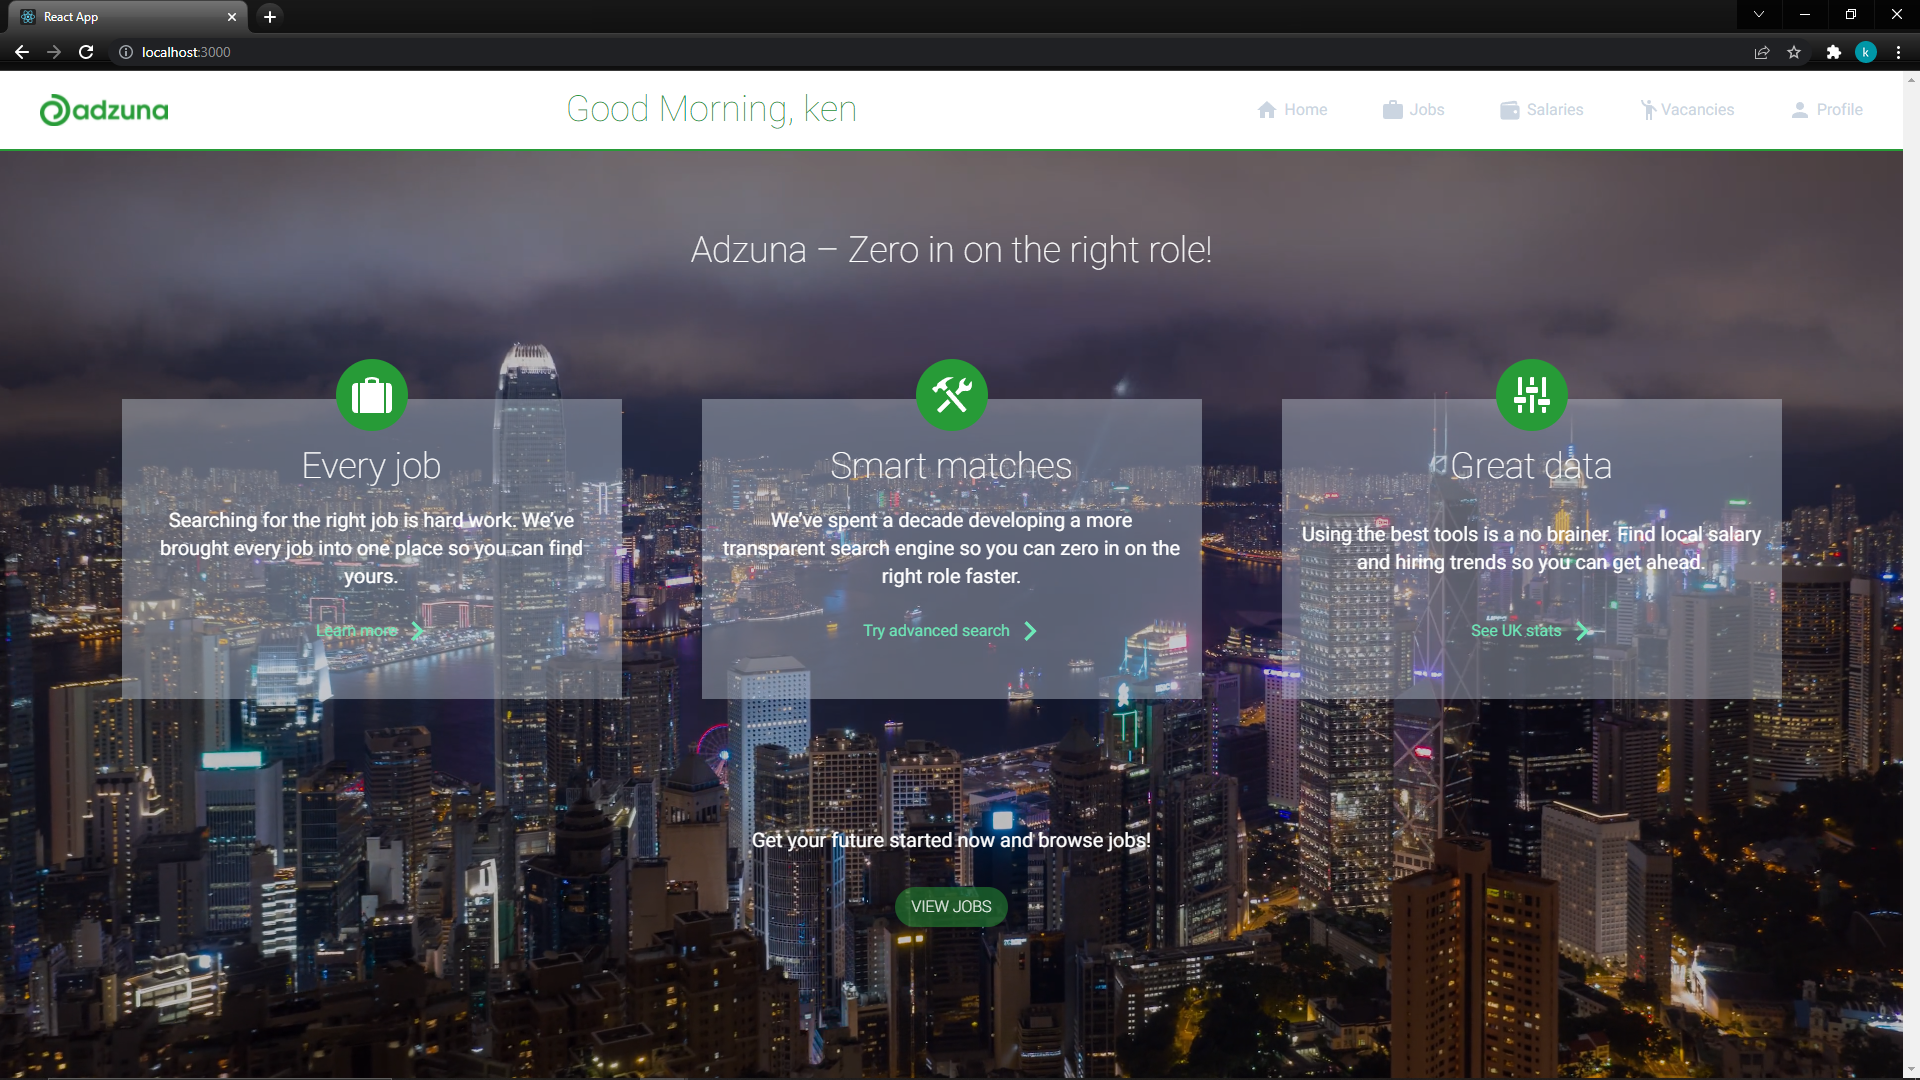 React App
localhost:3000
k
adzuna
Good Morning, ken
Home
Jobs
Salaries
Vacancies
Profile
Adzuna – Zero in on the right role!
Every job
Searching for the right job is hard work. We’ve
brought every job into one place so you can find
yours.
Learn more
Smart matches
We’ve spent a decade developing a more
transparent search engine so you can zero in on the
right role faster.
Try advanced search
Great data
Using the best tools is a no brainer. Find local salary
and hiring trends so you can get ahead.
See UK stats
Get your future started now and browse jobs!
VIEW JOBS